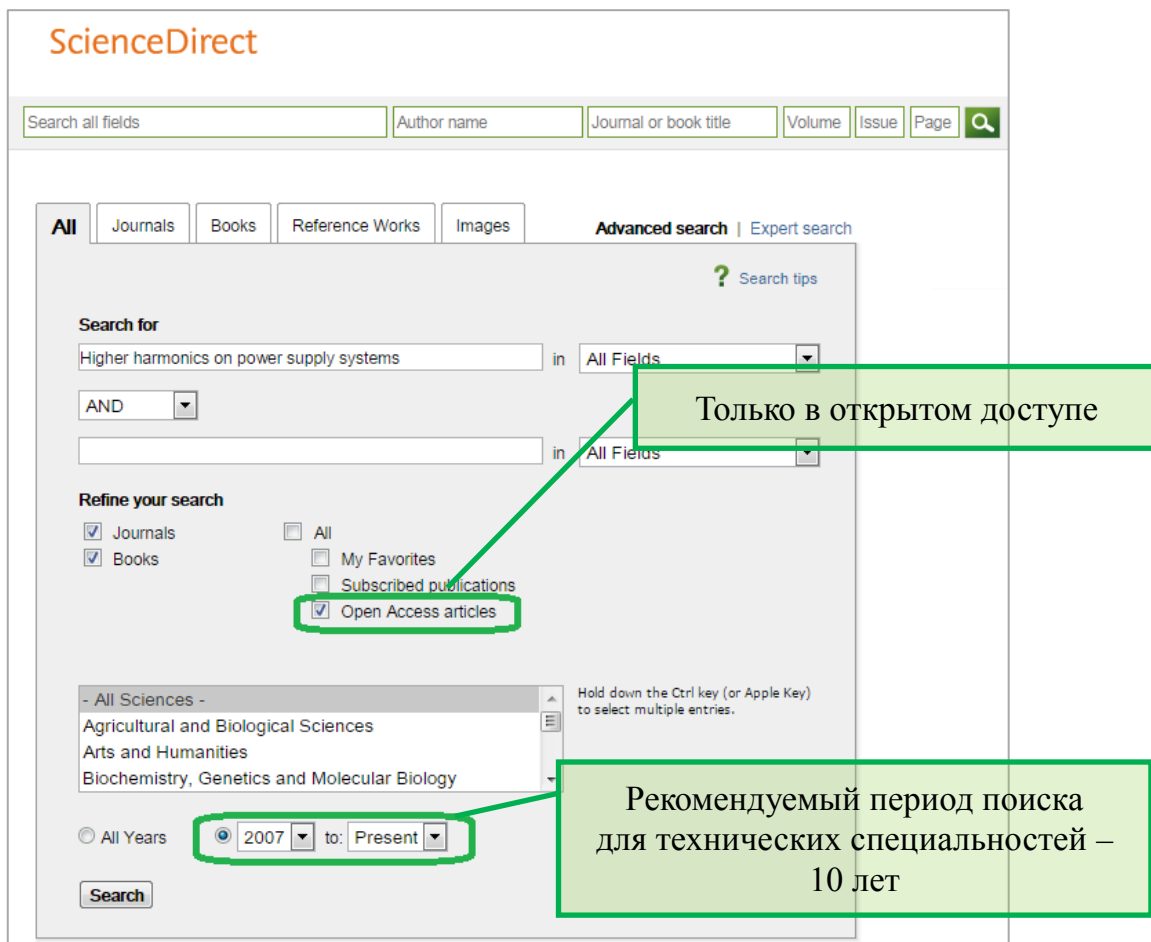 ScienceDirect
Search all fields Author name Journal or book title Volume Issue Page
All Journals Books Reference Works Images Advanced search | Expert search
? Search tips
Search for
Higher harmonics on power supply systems in All Fields
AND
Только в открытом доступе
in All Fields
Refine your search
Journals All
Books My Favorites
Subscribed publications
Open Access articles
- All Sciences -
Agricultural and Biological Sciences
Arts and Humanities
Biochemistry, Genetics and Molecular Biology
Hold down the Ctrl key (or Apple Key)
to select multiple entries.
All Years 2007 to: Present
Рекомендуемый период поиска
для технических специальностей –
10 лет
Search